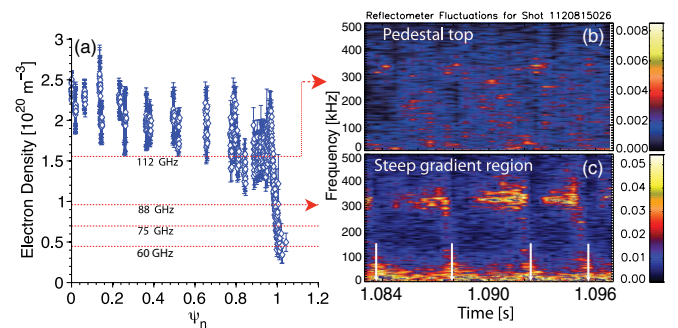 Reflectometer Fluctuations for Shot 1120815026
(a)
Electron Density [10^20 m^-3]
3
2.5
2
1.5
1
0.5
0
112 GHz
88 GHz
75 GHz
60 GHz
0
0.2
0.4
0.6
0.8
1
1.2
ψn
Frequency [kHz]
Pedestal top
(b)
500
400
300
200
100
0
0.008
0.006
0.004
0.002
0.000
Steep gradient region
(c)
500
400
300
200
100
0
0.05
0.04
0.03
0.02
0.01
0.00
1.084
1.090
1.096
Time [s]